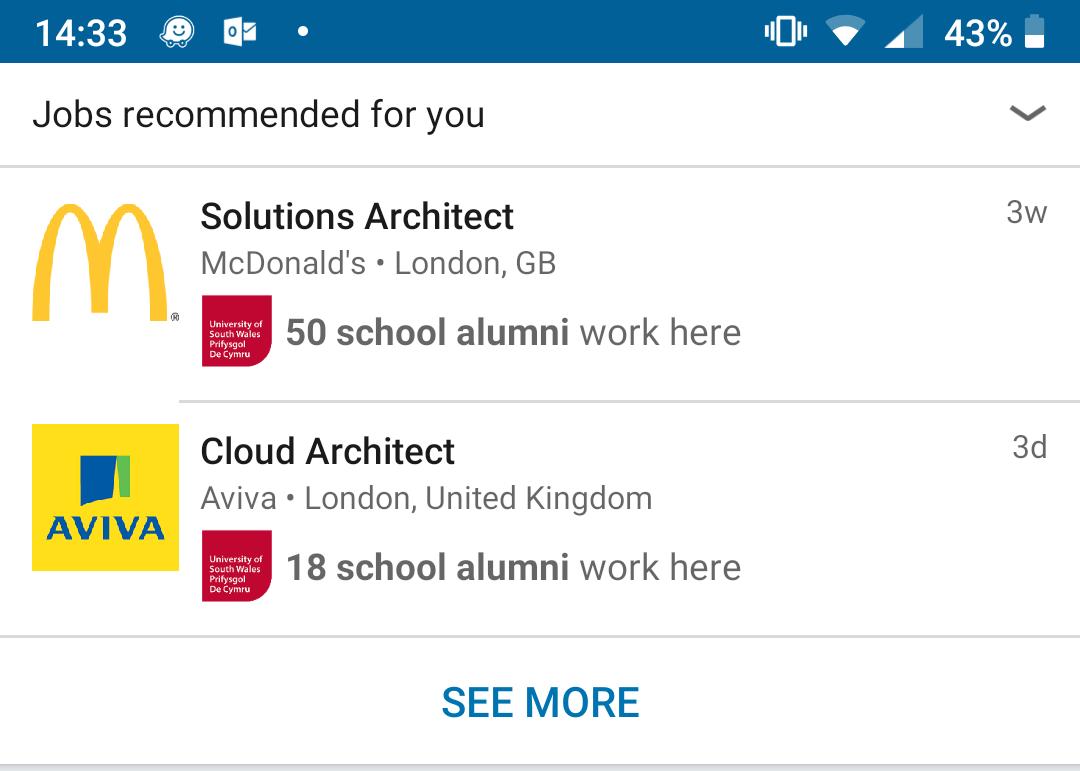 14:33
43%
Jobs recommended for you
Solutions Architect
3w
McDonald's • London, GB
®
University of
South Wales
Prifysgol
De Cymru
50 school alumni work here
Cloud Architect
3d
AVIVA
Aviva • London, United Kingdom
University of
South Wales
Prifysgol
De Cymru
18 school alumni work here
SEE MORE